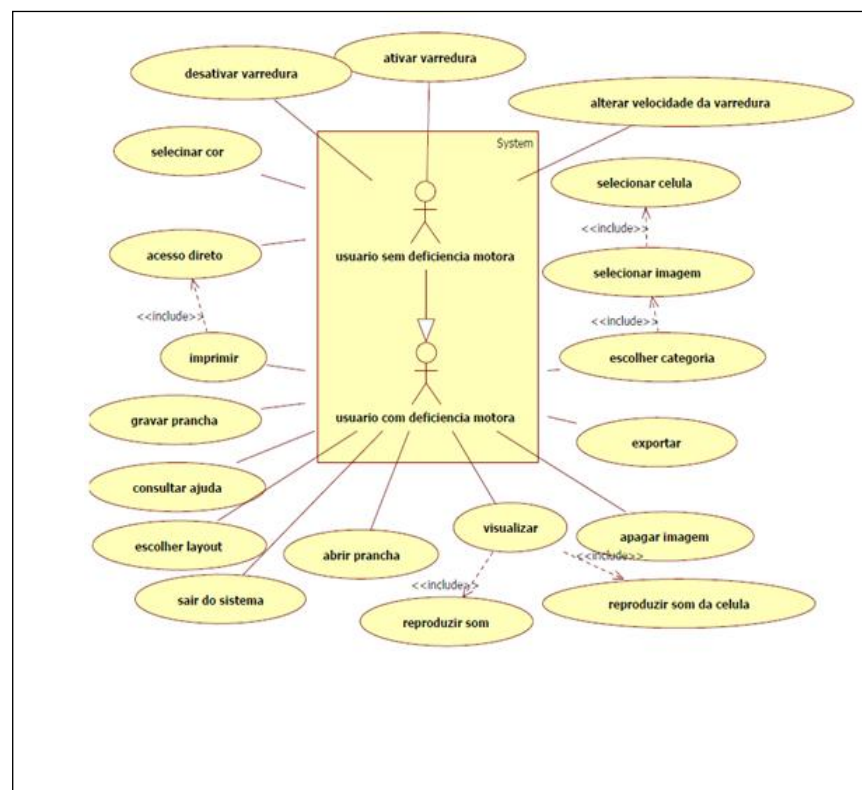 ativar varredura
desativar varredura
alterar velocidade da varredura
System
selecinar cor
selecionar celula
<<include>>
acesso direto
usuario sem deficiencia motora
selecionar imagem
<<include>>
<<include>>
imprimir
escolher categoria
gravar prancha
usuario com deficiencia motora
exportar
consultar ajuda
visualizar
apagar imagem
escolher layout
abrir prancha
<<include>>
<<include>>
sair do sistema
reproduzir som da celula
reproduzir som